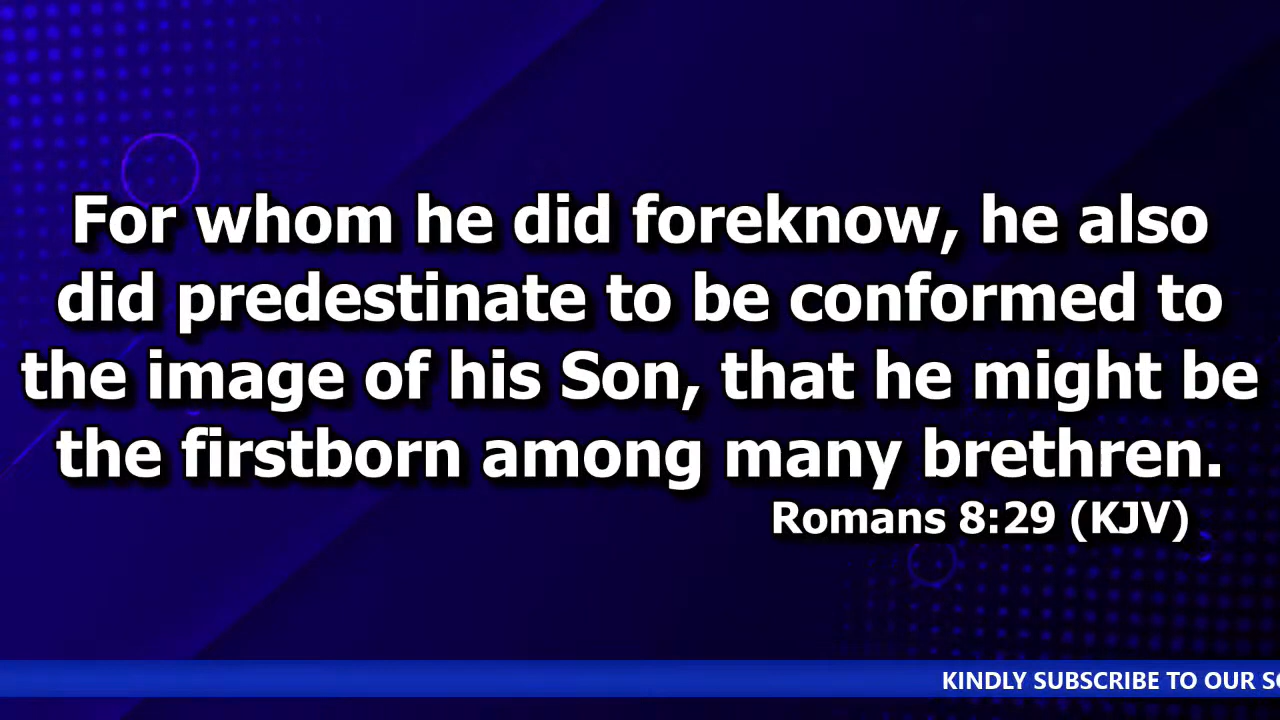 For whom he did foreknow, he also
did predestinate to be conformed to
the image of his Son, that he might be
the firstborn among many brethren.
Romans 8:29 (KJV)
KINDLY SUBSCRIBE TO OUR